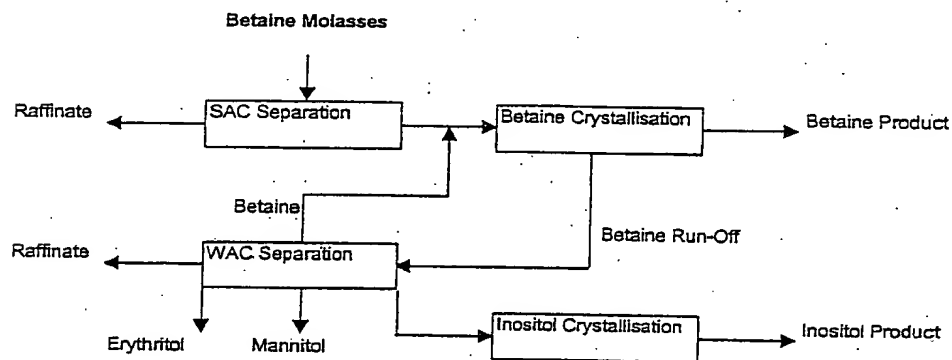 Betaine Molasses
Raffinate
SAC Separation
Betaine Crystallisation
Betaine Product
Betaine
Betaine Run-Off
Raffinate
WAC Separation
Erythritol
Mannitol
Inositol Crystallisation
Inositol Product